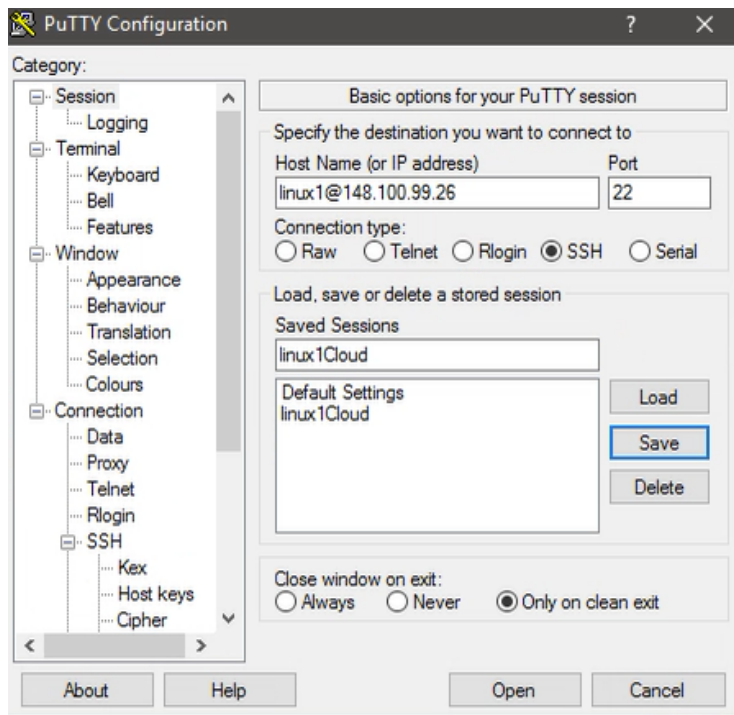 PuTTY Configuration
?
Category:
Session
Logging
Terminal
Keyboard
Bell
Features
Window
Appearance
Behaviour
Translation
Selection
Colours
Connection
Data
Proxy
Telnet
Rlogin
SSH
Kex
Host keys
Cipher
Basic options for your PuTTY session
Specify the destination you want to connect to
Host Name (or IP address) Port
linux1@148.100.99.26 22
Connection type:
Raw Telnet Rlogin SSH Serial
Load, save or delete a stored session
Saved Sessions
linux1Cloud
Default Settings
linux1Cloud
Load
Save
Delete
Close window on exit:
Always Never Only on clean exit
About Help Open Cancel